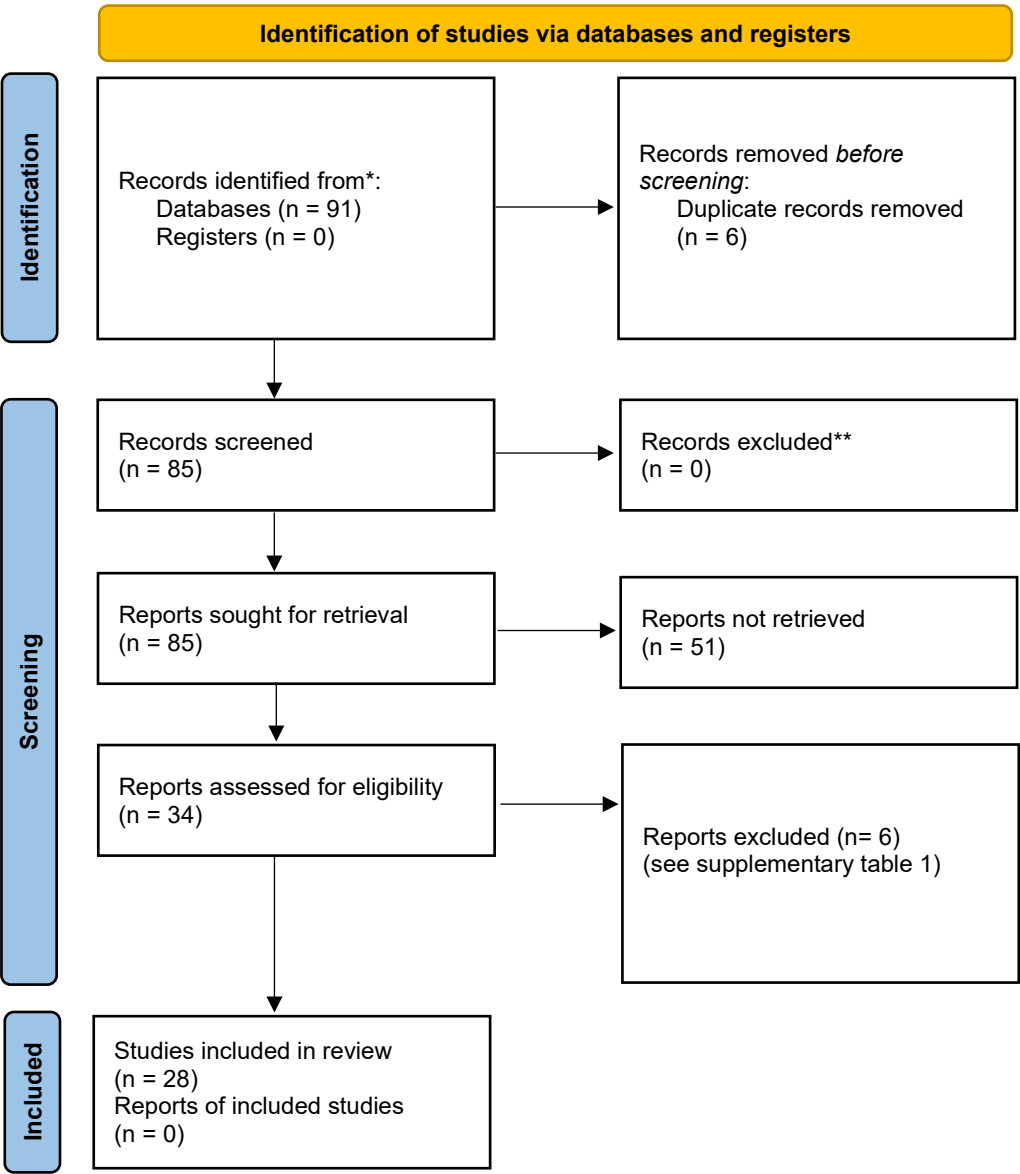 Identification of studies via databases and registers
Identification
Records identified from*:
Databases (n = 91)
Registers (n = 0)
Records removed before
screening:
Duplicate records removed
(n = 6)
Screening
Records screened
(n = 85)
Records excluded**
(n = 0)
Reports sought for retrieval
(n = 85)
Reports not retrieved
(n = 51)
Reports assessed for eligibility
(n = 34)
Reports excluded (n= 6)
(see supplementary table 1)
Included
Studies included in review
(n = 28)
Reports of included studies
(n = 0)